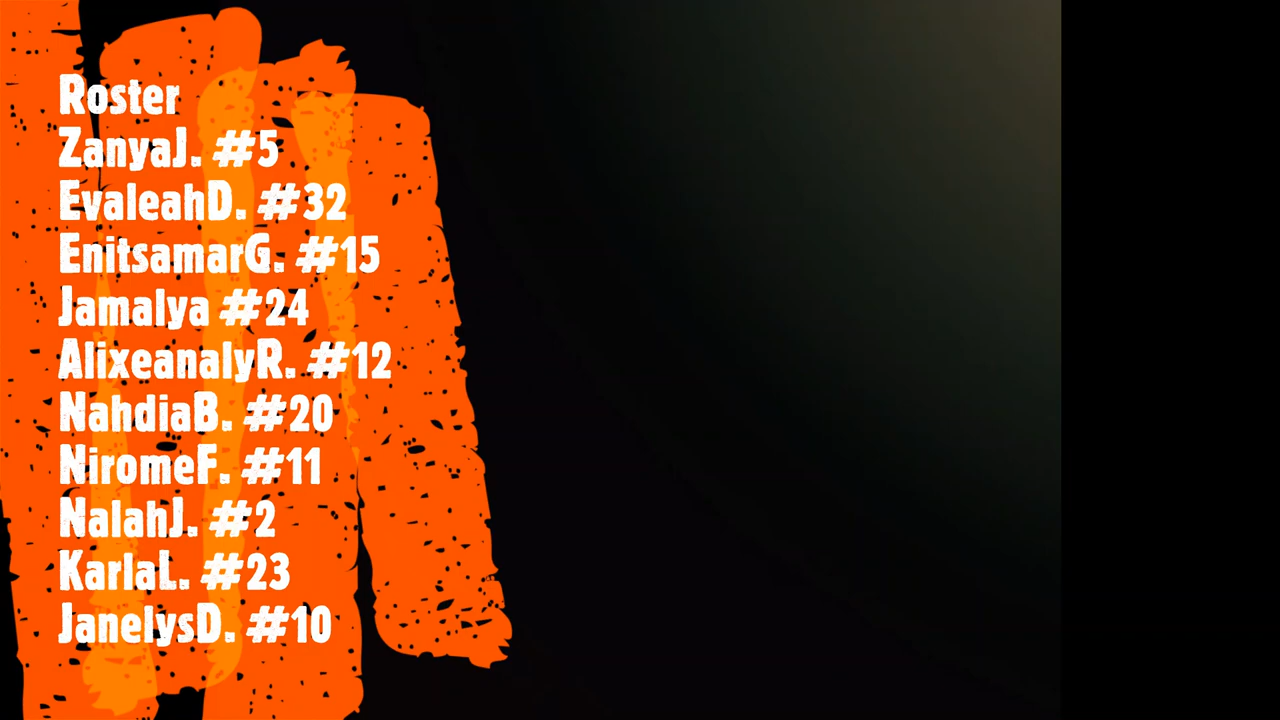 Roster
ZanyaJ. #5
EvaleahD. #32
EnitsamarG. #15
Jamalya #24
AlixeanalyR. #12
NahdiaB. #20
NiromeF. #11
NalahJ. #2
KarlaL. #23
JanelysD. #10